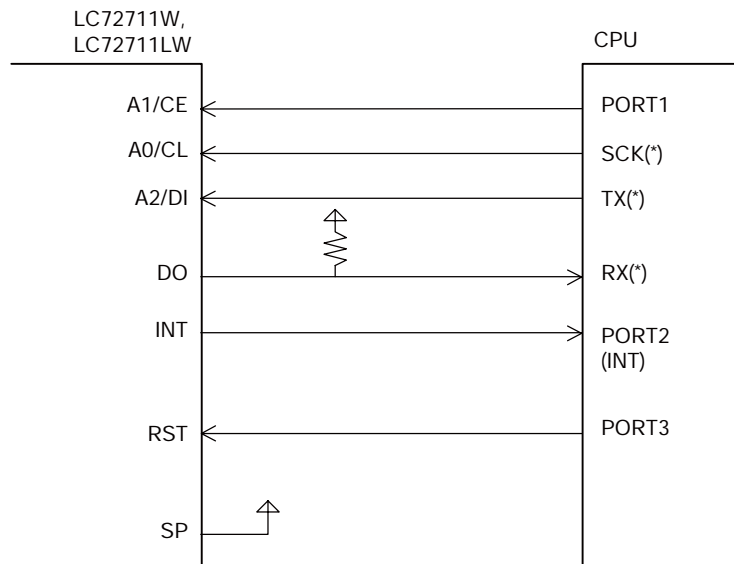 LC72711W,
LC72711LW
CPU
A1/CE
PORT1
A0/CL
SCK(*)
A2/DI
TX(*)
DO
RX(*)
INT
PORT2
(INT)
RST
PORT3
SP